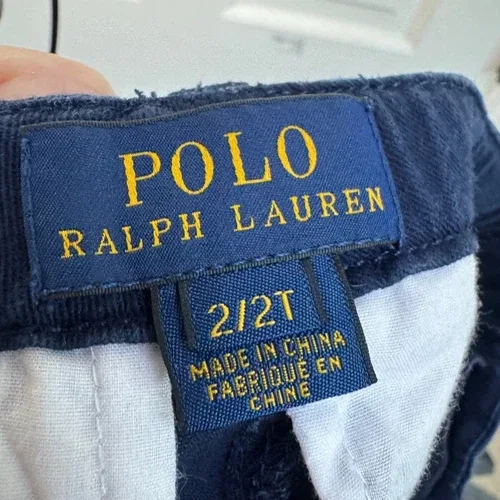 POLO
RALPH LAUREN
2/2T
MADE IN CHINA
FABRIQUÉ EN
CHINE